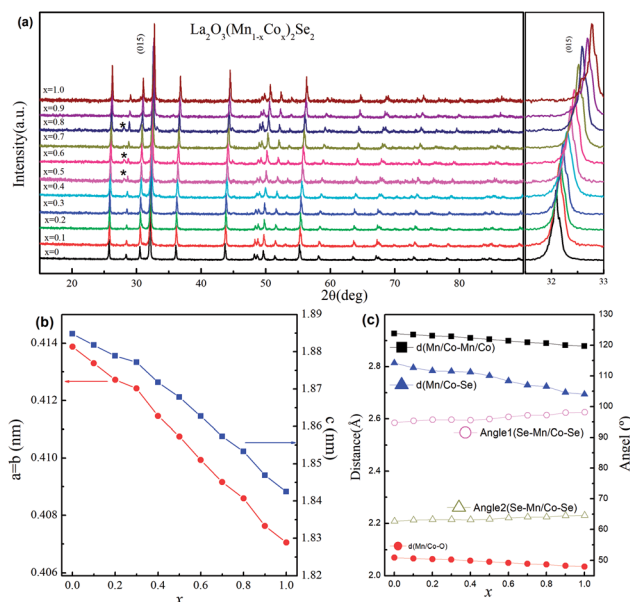 (a)
La2O3(Mn1-xCox)2Se2
(015)
(015)
Intensity(a.u.)
x=1.0
x=0.9
x=0.8
*
x=0.7
x=0.6
*
x=0.5
*
x=0.4
x=0.3
x=0.2
x=0.1
x=0
20 30 40 50 60 70 80
32 33
2θ(deg)
(b)
a=b (nm)
0.414
0.412
0.410
0.408
0.406
c (nm)
1.89
1.88
1.87
1.86
1.85
1.84
1.83
1.82
0.0 0.2 0.4 0.6 0.8 1.0
x
(c)
Distance(Å)
3.0
2.8
2.6
2.4
2.2
2.0
d(Mn/Co-Mn/Co)
d(Mn/Co-Se)
Angle1(Se-Mn/Co-Se)
Angle2(Se-Mn/Co-Se)
d(Mn/Co-O)
Angel (º)
130
120
110
100
90
80
70
60
50
0.0 0.2 0.4 0.6 0.8 1.0
x